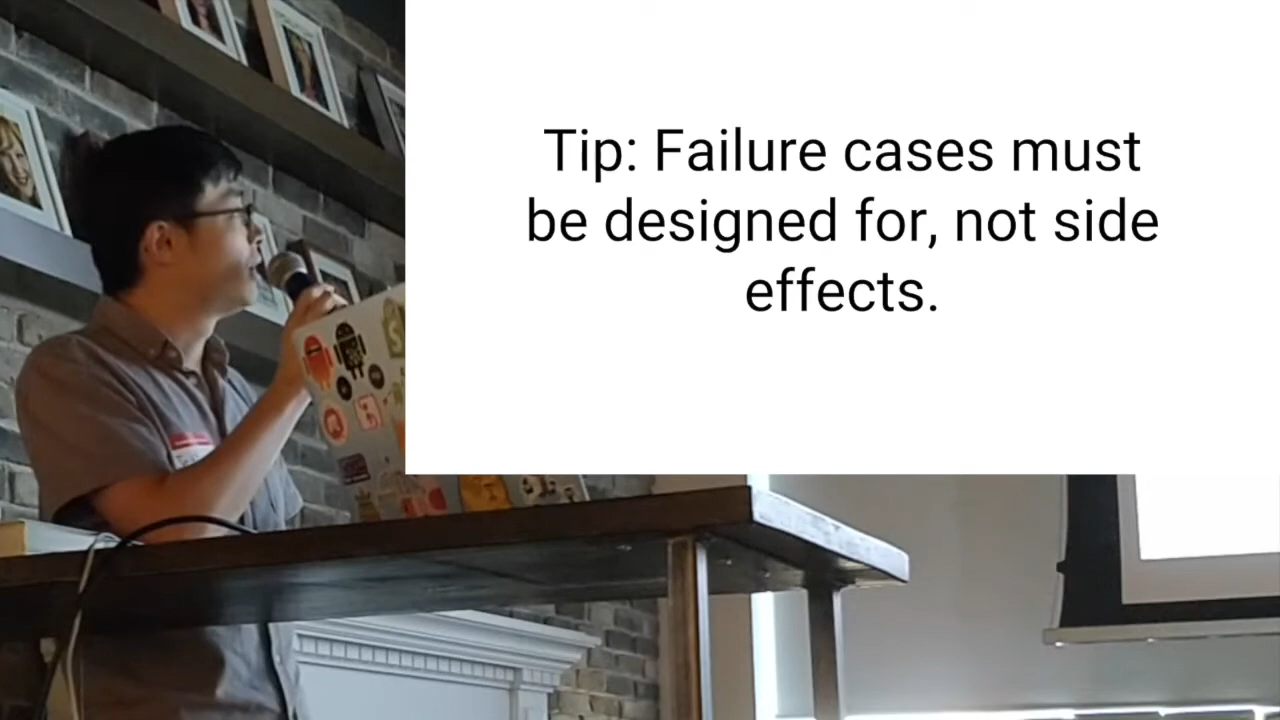 Tip: Failure cases must
be designed for, not side
effects.